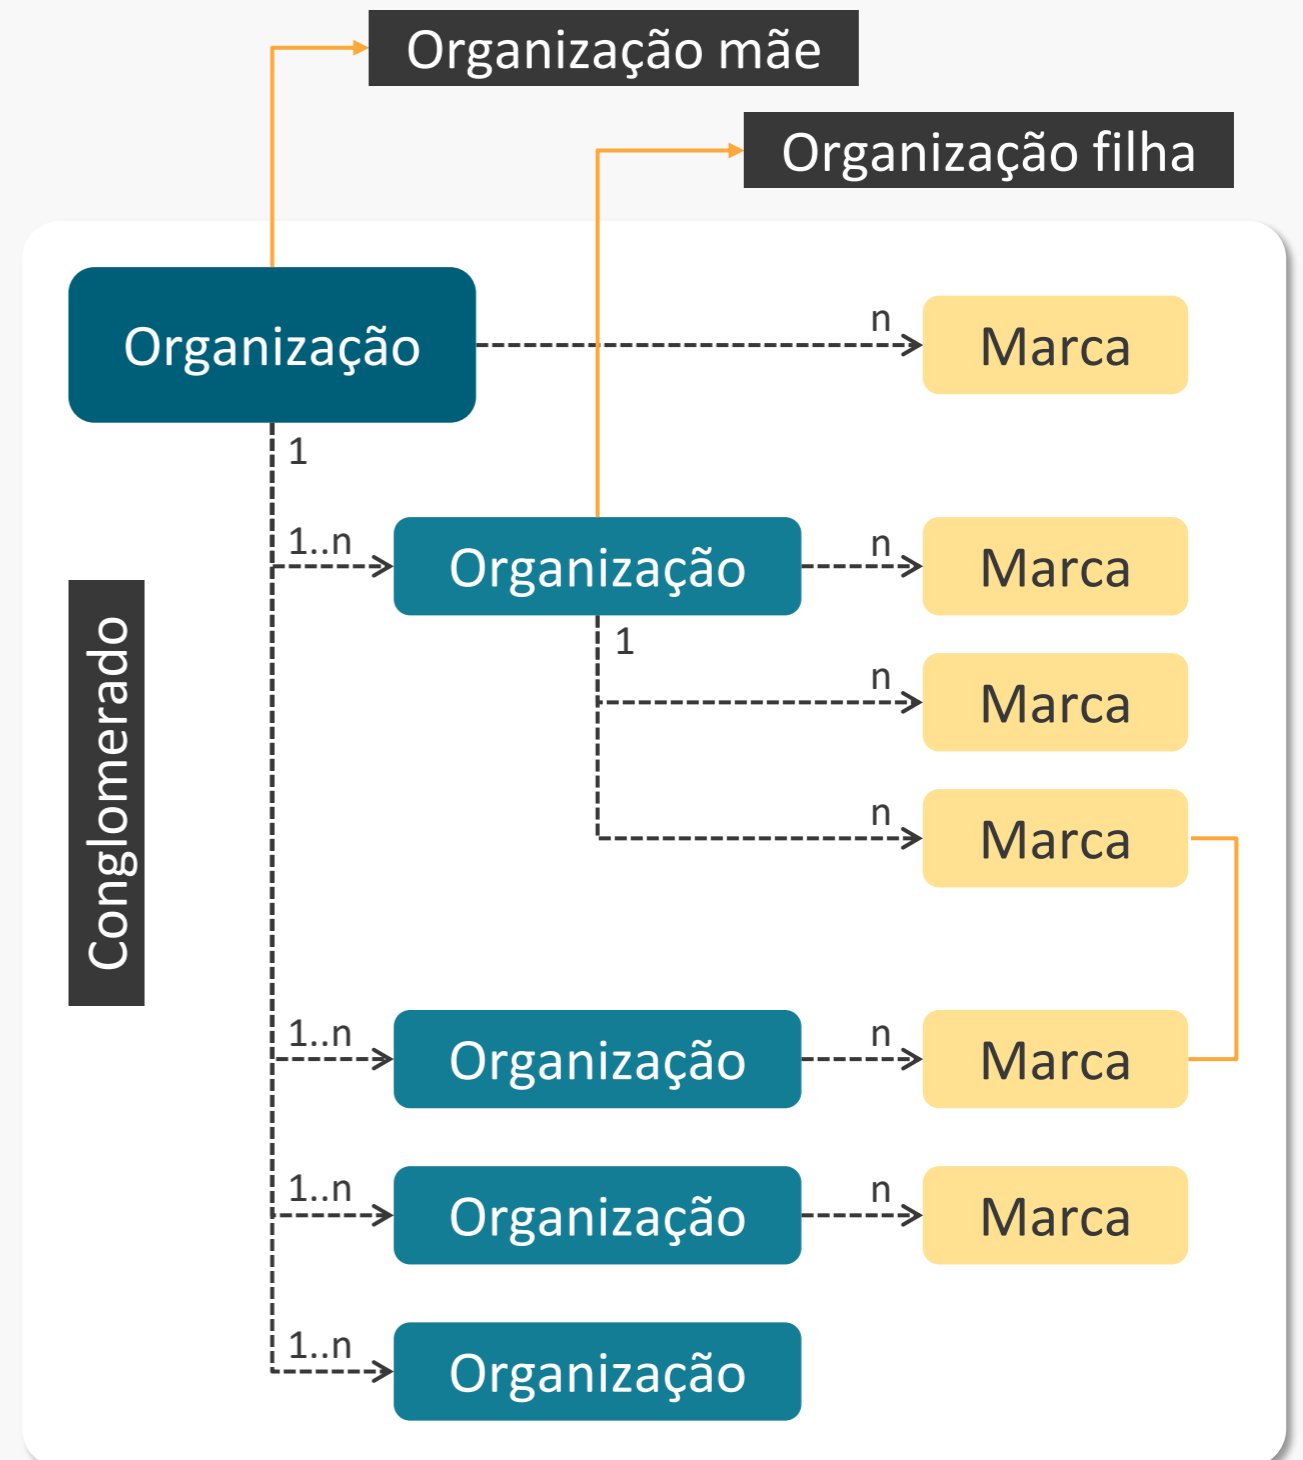 Organização mãe
Organização filha
Organização
n
Marca
1
1..n
Organização
n
Marca
1
n
Marca
n
Marca
Conglomerado
1..n
Organização
n
Marca
1..n
Organização
n
Marca
1..n
Organização